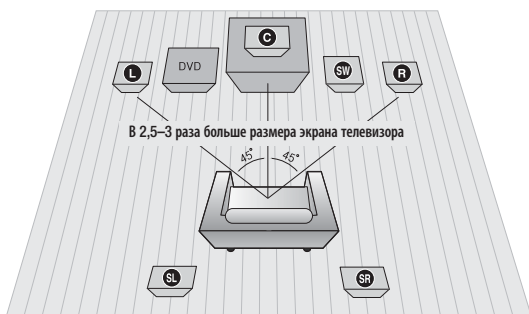 C
L
DVD
SW
R
В 2,5–3 раза больше размера экрана телевизора
45°
45°
SL
SR